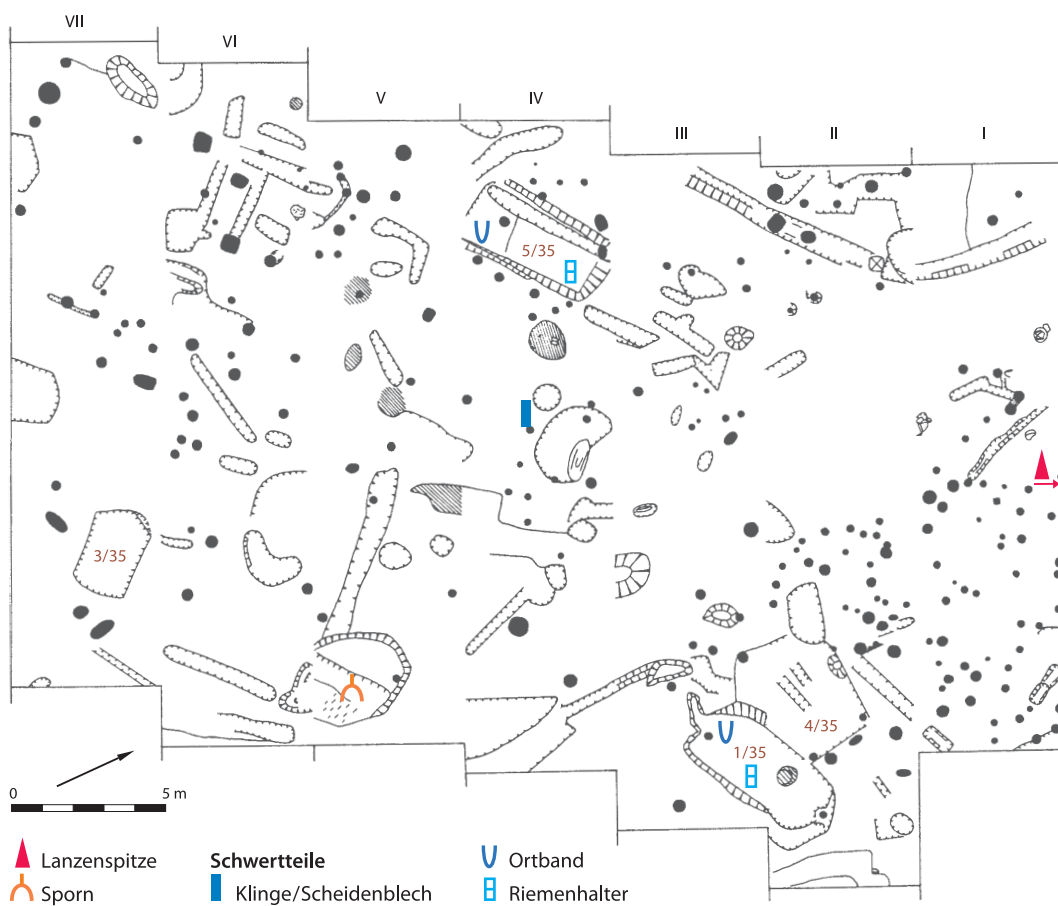 VII
VI
V
IV
III
II
I
5/35
3/35
4/35
1/35
0 5 m
Lanzenspitze
Sporn
Schwertteile
Klinge/Scheidenblech
Ortband
Riemenhalter